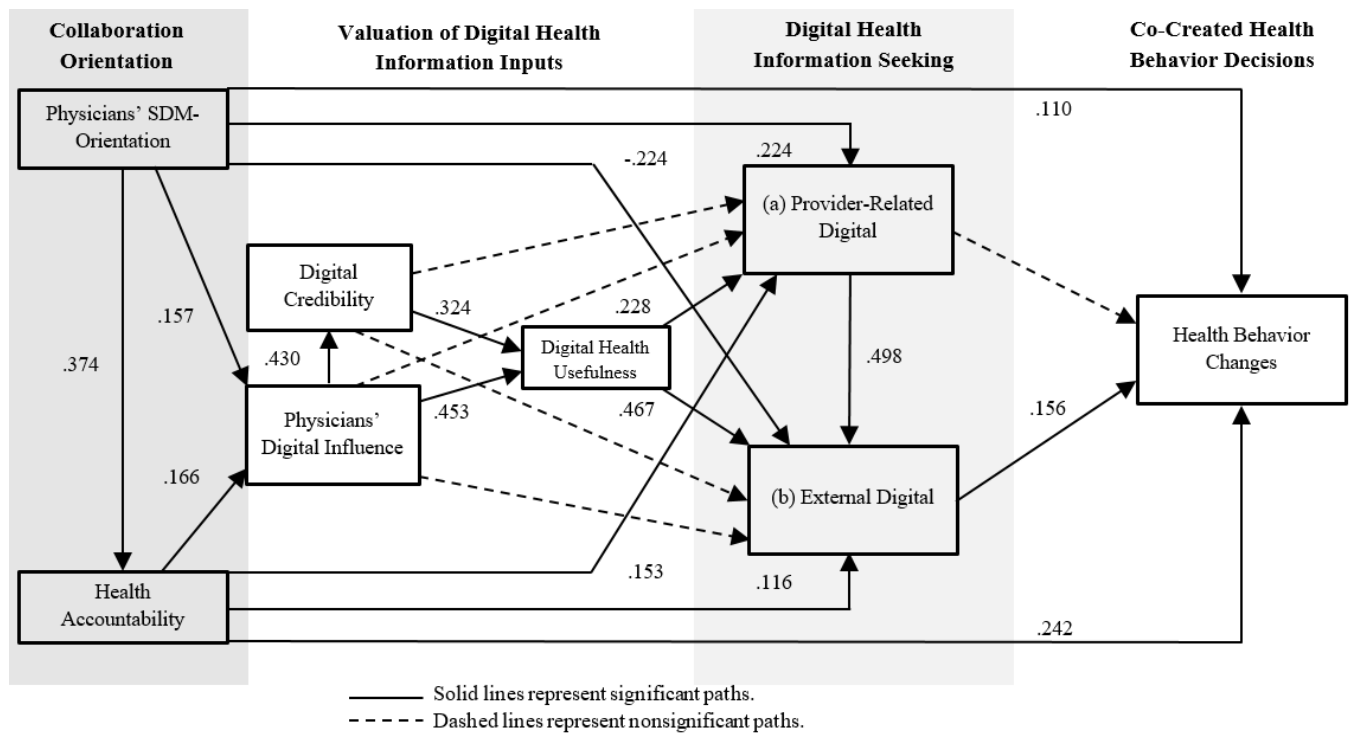 Collaboration
Orientation
Valuation of Digital Health
Information Inputs
Digital Health
Information Seeking
Co-Created Health
Behavior Decisions
Physicians’ SDM-
Orientation
.110
-.224
.224
(a) Provider-Related
Digital
Digital
Credibility
.324
.228
.157
.430
Digital Health
Usefulness
.498
Health Behavior
Changes
.374
Physicians’
Digital Influence
.453
.467
.156
.166
(b) External Digital
.153
.116
Health
Accountability
.242
Solid lines represent significant paths.
Dashed lines represent nonsignificant paths.